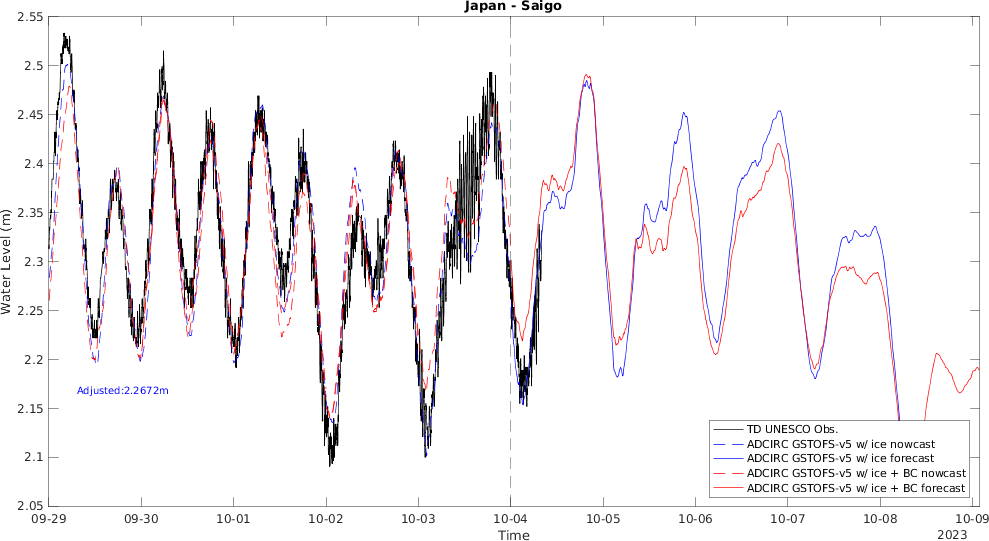 Japan - Saigo
2.55
2.5
2.45
2.4
2.35
2.3
2.25
2.2
2.15
2.1
2.05
Water Level (m)
Adjusted:2.2672m
TD UNESCO Obs.
ADCIRC GSTOFS-v5 w/ ice nowcast
ADCIRC GSTOFS-v5 w/ ice forecast
ADCIRC GSTOFS-v5 w/ ice + BC nowcast
ADCIRC GSTOFS-v5 w/ ice + BC forecast
09-29 09-30 10-01 10-02 10-03 10-04 10-05 10-06 10-07 10-08 10-09
Time
2023